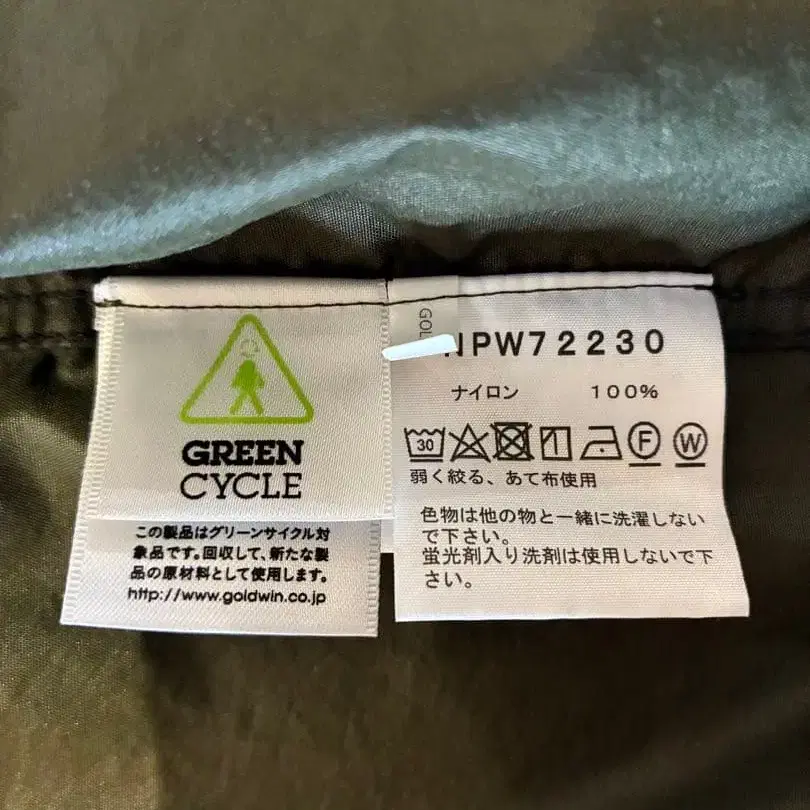 GREEN
CYCLE
この製品はグリーンサイクル対
象品です。回収して、新たな製
品の原材料として使用します。
http://www.goldwin.co.jp
GOL
NPW72230
ナイロン 100%
30
F
W
弱く絞る、あて布使用
色物は他の物と一緒に洗濯しない
で下さい。
蛍光剤入り洗剤は使用しないで下
さい。